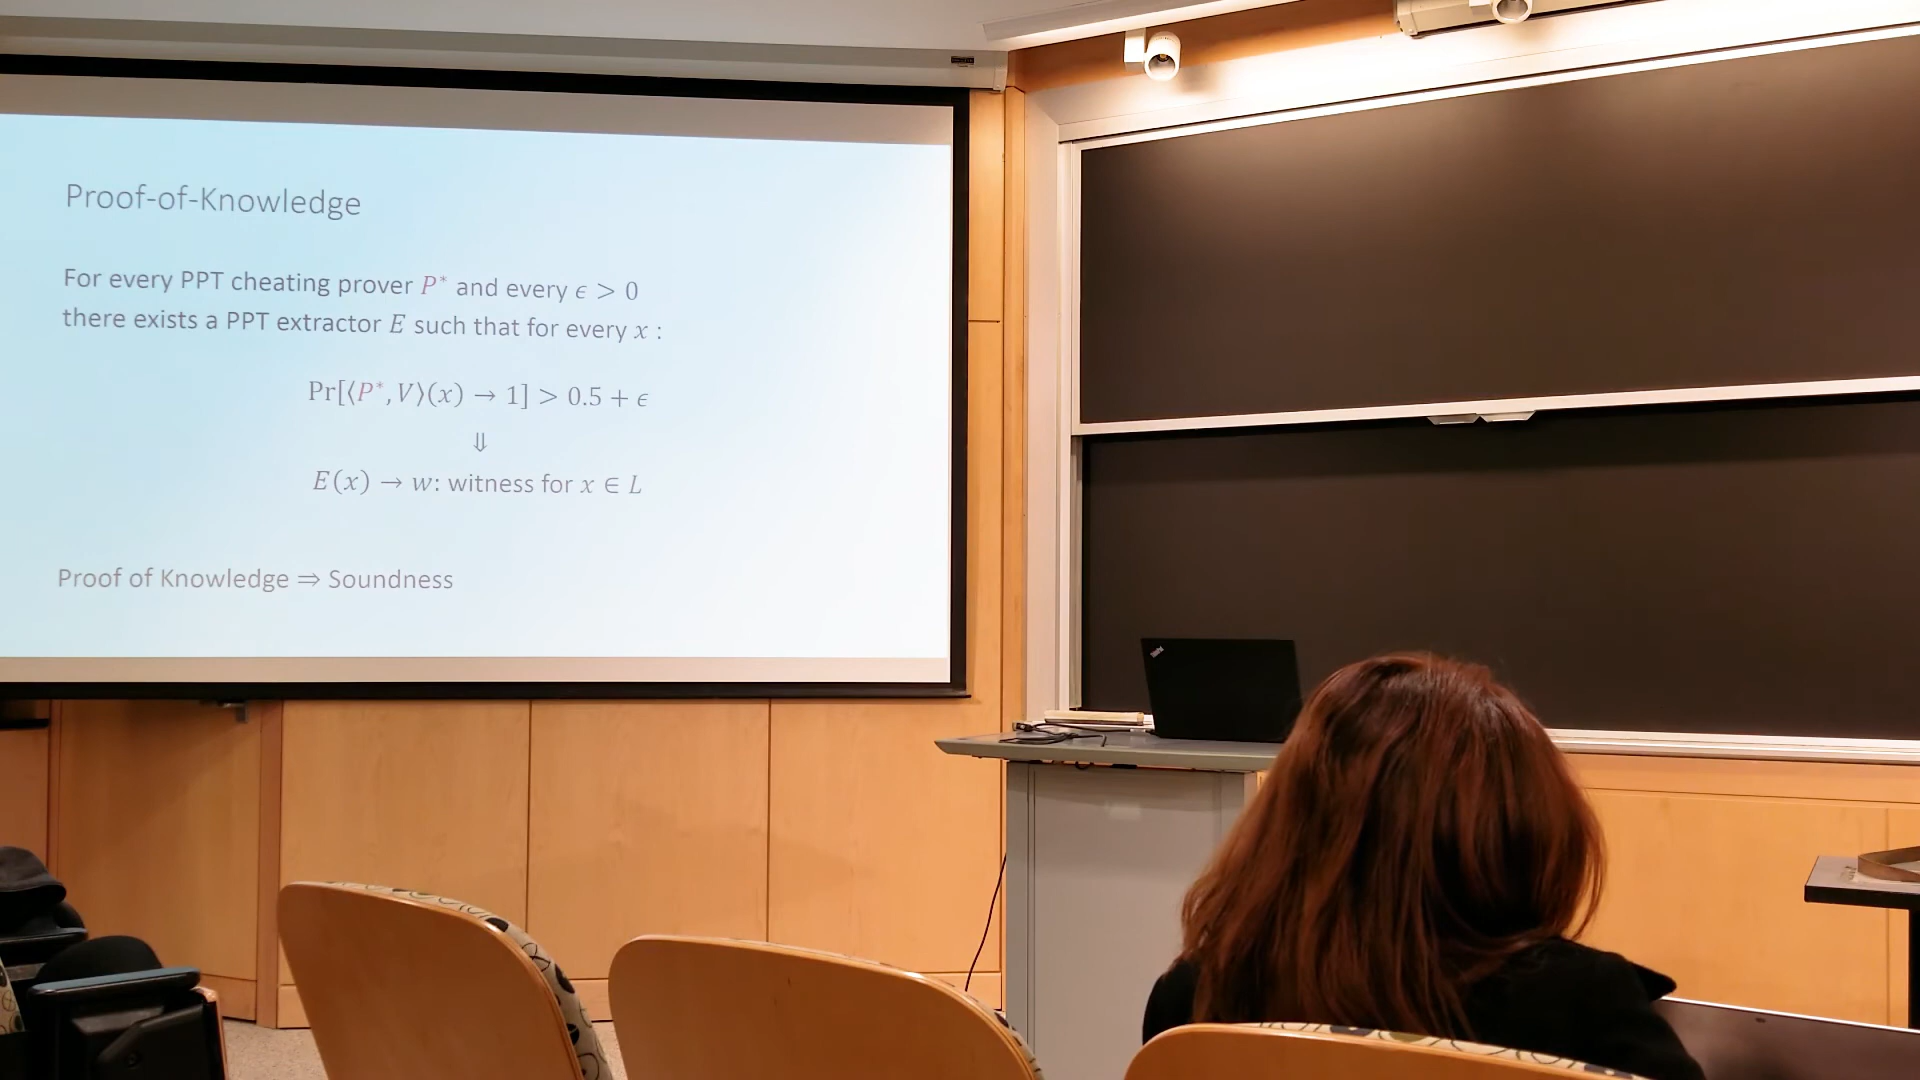 Proof-of-Knowledge
For every PPT cheating prover P* and every ϵ > 0
there exists a PPT extractor E such that for every x :
Pr[⟨P*, V⟩(x) → 1] > 0.5 + ϵ
⇓
E(x) → w: witness for x ∈ L
Proof of Knowledge ⇒ Soundness
ThinkPad